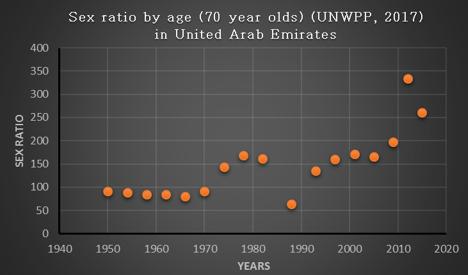 Sex ratio by age (70 year olds) (UNWPP, 2017)
in United Arab Emirates
400
350
300
250
200
150
100
50
0
SEX RATIO
1940 1950 1960 1970 1980 1990 2000 2010 2020
YEARS